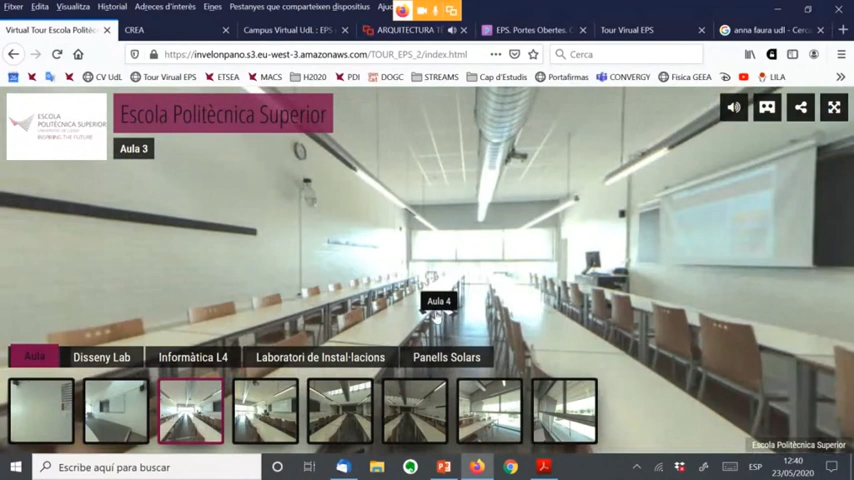 Fitxer Edita Visualitza Historial Adreces d'interès Eines Pestanyes que comparteixen dispositius Ajuda
Virtual Tour Escola Politècnic
CREA
Campus Virtual UdL : EPS
ARQUITECTURA TÈ
EPS. Portes Obertes.
Tour Virual EPS
anna faura udl - Cerca
https://invelonpano.s3.eu-west-3.amazonaws.com/TOUR_EPS_2/index.html
Cerca
CV UdL
Tour Virual EPS
ETSEA
MACS
H2020
PDI
DOGC
STREAMS
Cap d'Estudis
Portafirmas
CONVERGY
Fisica GEEA
LILA
ESCOLA
POLITÈCNICA SUPERIOR
INSPIRING THE FUTURE
Escola Politècnica Superior
Aula 3
Aula 4
Aula
Disseny Lab
Informàtica L4
Laboratori de Instal·lacions
Panells Solars
Escola Politècnica Superior
Escribe aquí para buscar
ESP
12:40
23/05/2020